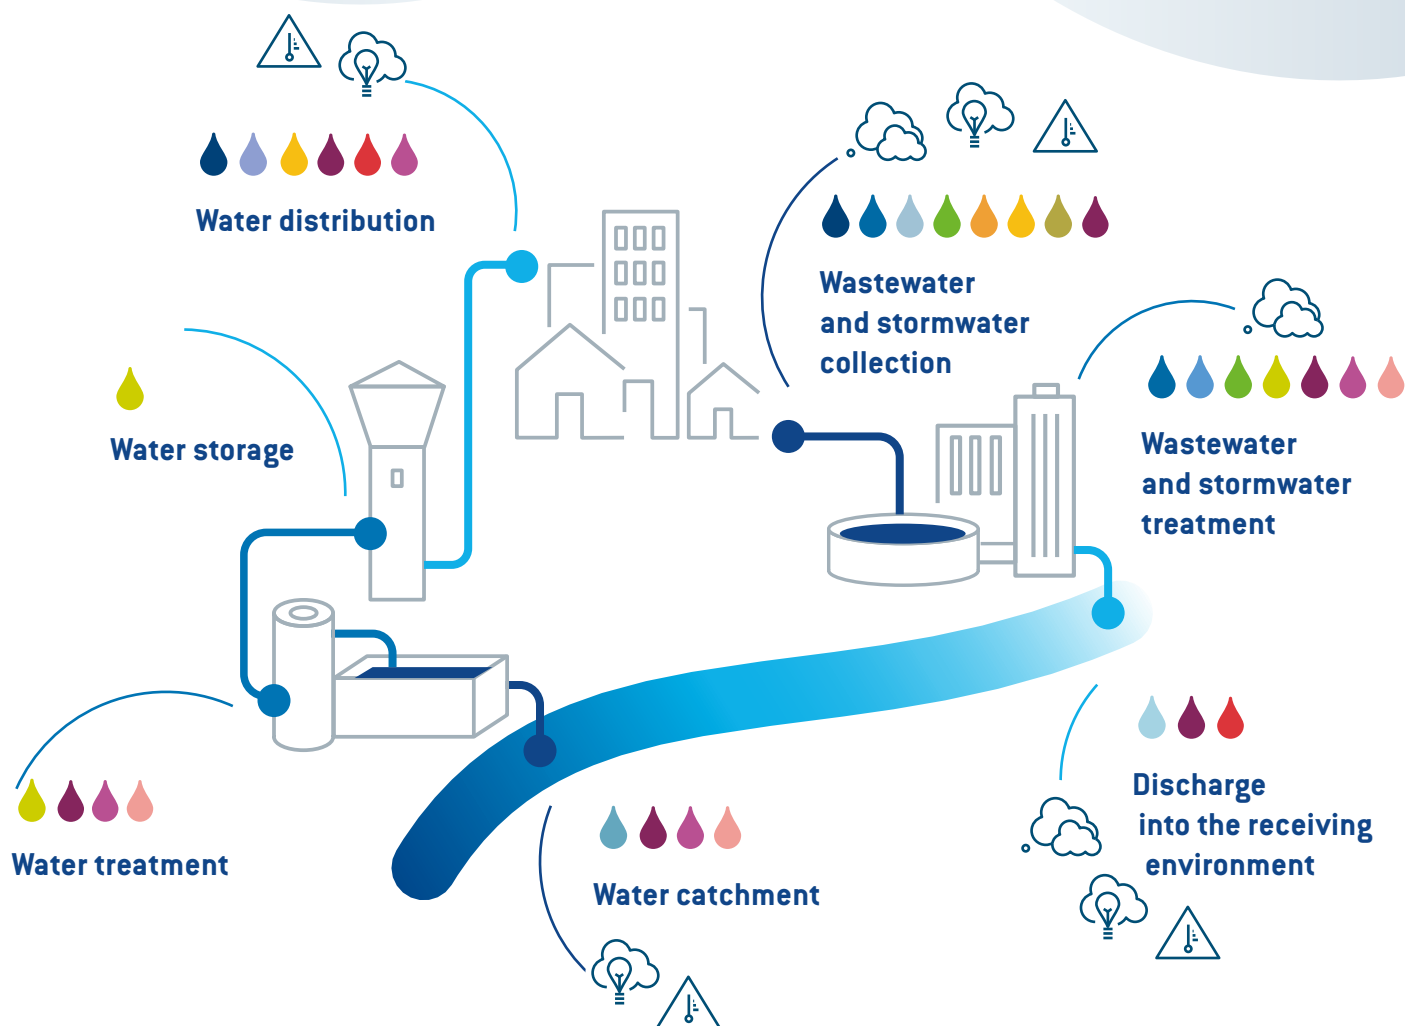 Water distribution
Wastewater
and stormwater
collection
Wastewater
and stormwater
treatment
Water storage
Discharge
into the receiving
environment
Water treatment
Water catchment